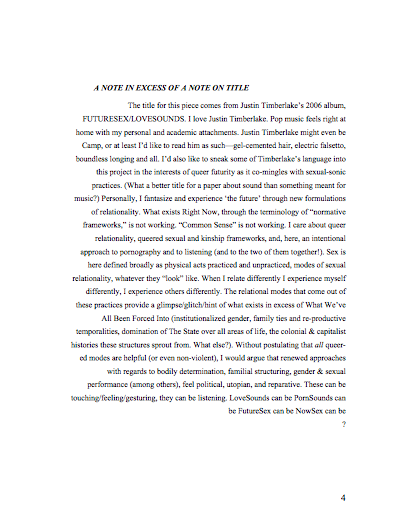 A NOTE IN EXCESS OF A NOTE ON TITLE
The title for this piece comes from Justin Timberlake's 2006 album,
FUTURESEX/LOVESOUNDS. I love Justin Timberlake. Pop music feels right at
home with my personal and academic attachments. Justin Timberlake might even be
Camp, or at least I'd like to read him as such—gel-cemented hair, electric falsetto,
boundless longing and all. I'd also like to sneak some of Timberlake's language into
this project in the interests of queer futurity as it co-mingles with sexual-sonic
practices. (What a better title for a paper about sound than something meant for
music?) Personally, I fantasize and experience 'the future' through new formulations
of relationality. What exists Right Now, through the terminology of "normative
frameworks," is not working. "Common Sense" is not working. I care about queer
relationality, queered sexual and kinship frameworks, and, here, an intentional
approach to pornography and to listening (and to the two of them together!). Sex is
here defined broadly as physical acts practiced and unpracticed, modes of sexual
relationality, whatever they "look" like. When I relate differently I experience myself
differently, I experience others differently. The relational modes that come out of
these practices provide a glimpse/glitch/hint of what exists in excess of What We've
All Been Forced Into (institutionalized gender, family ties and re-productive
temporalities, domination of The State over all areas of life, the colonial & capitalist
histories these structures sprout from. What else?). Without postulating that all queer-
ed modes are helpful (or even non-violent), I would argue that renewed approaches
with regards to bodily determination, familial structuring, gender & sexual
performance (among others), feel political, utopian, and reparative. These can be
touching/feeling/gesturing, they can be listening. LoveSounds can be PornSounds can
be FutureSex can be NowSex can be
?
4